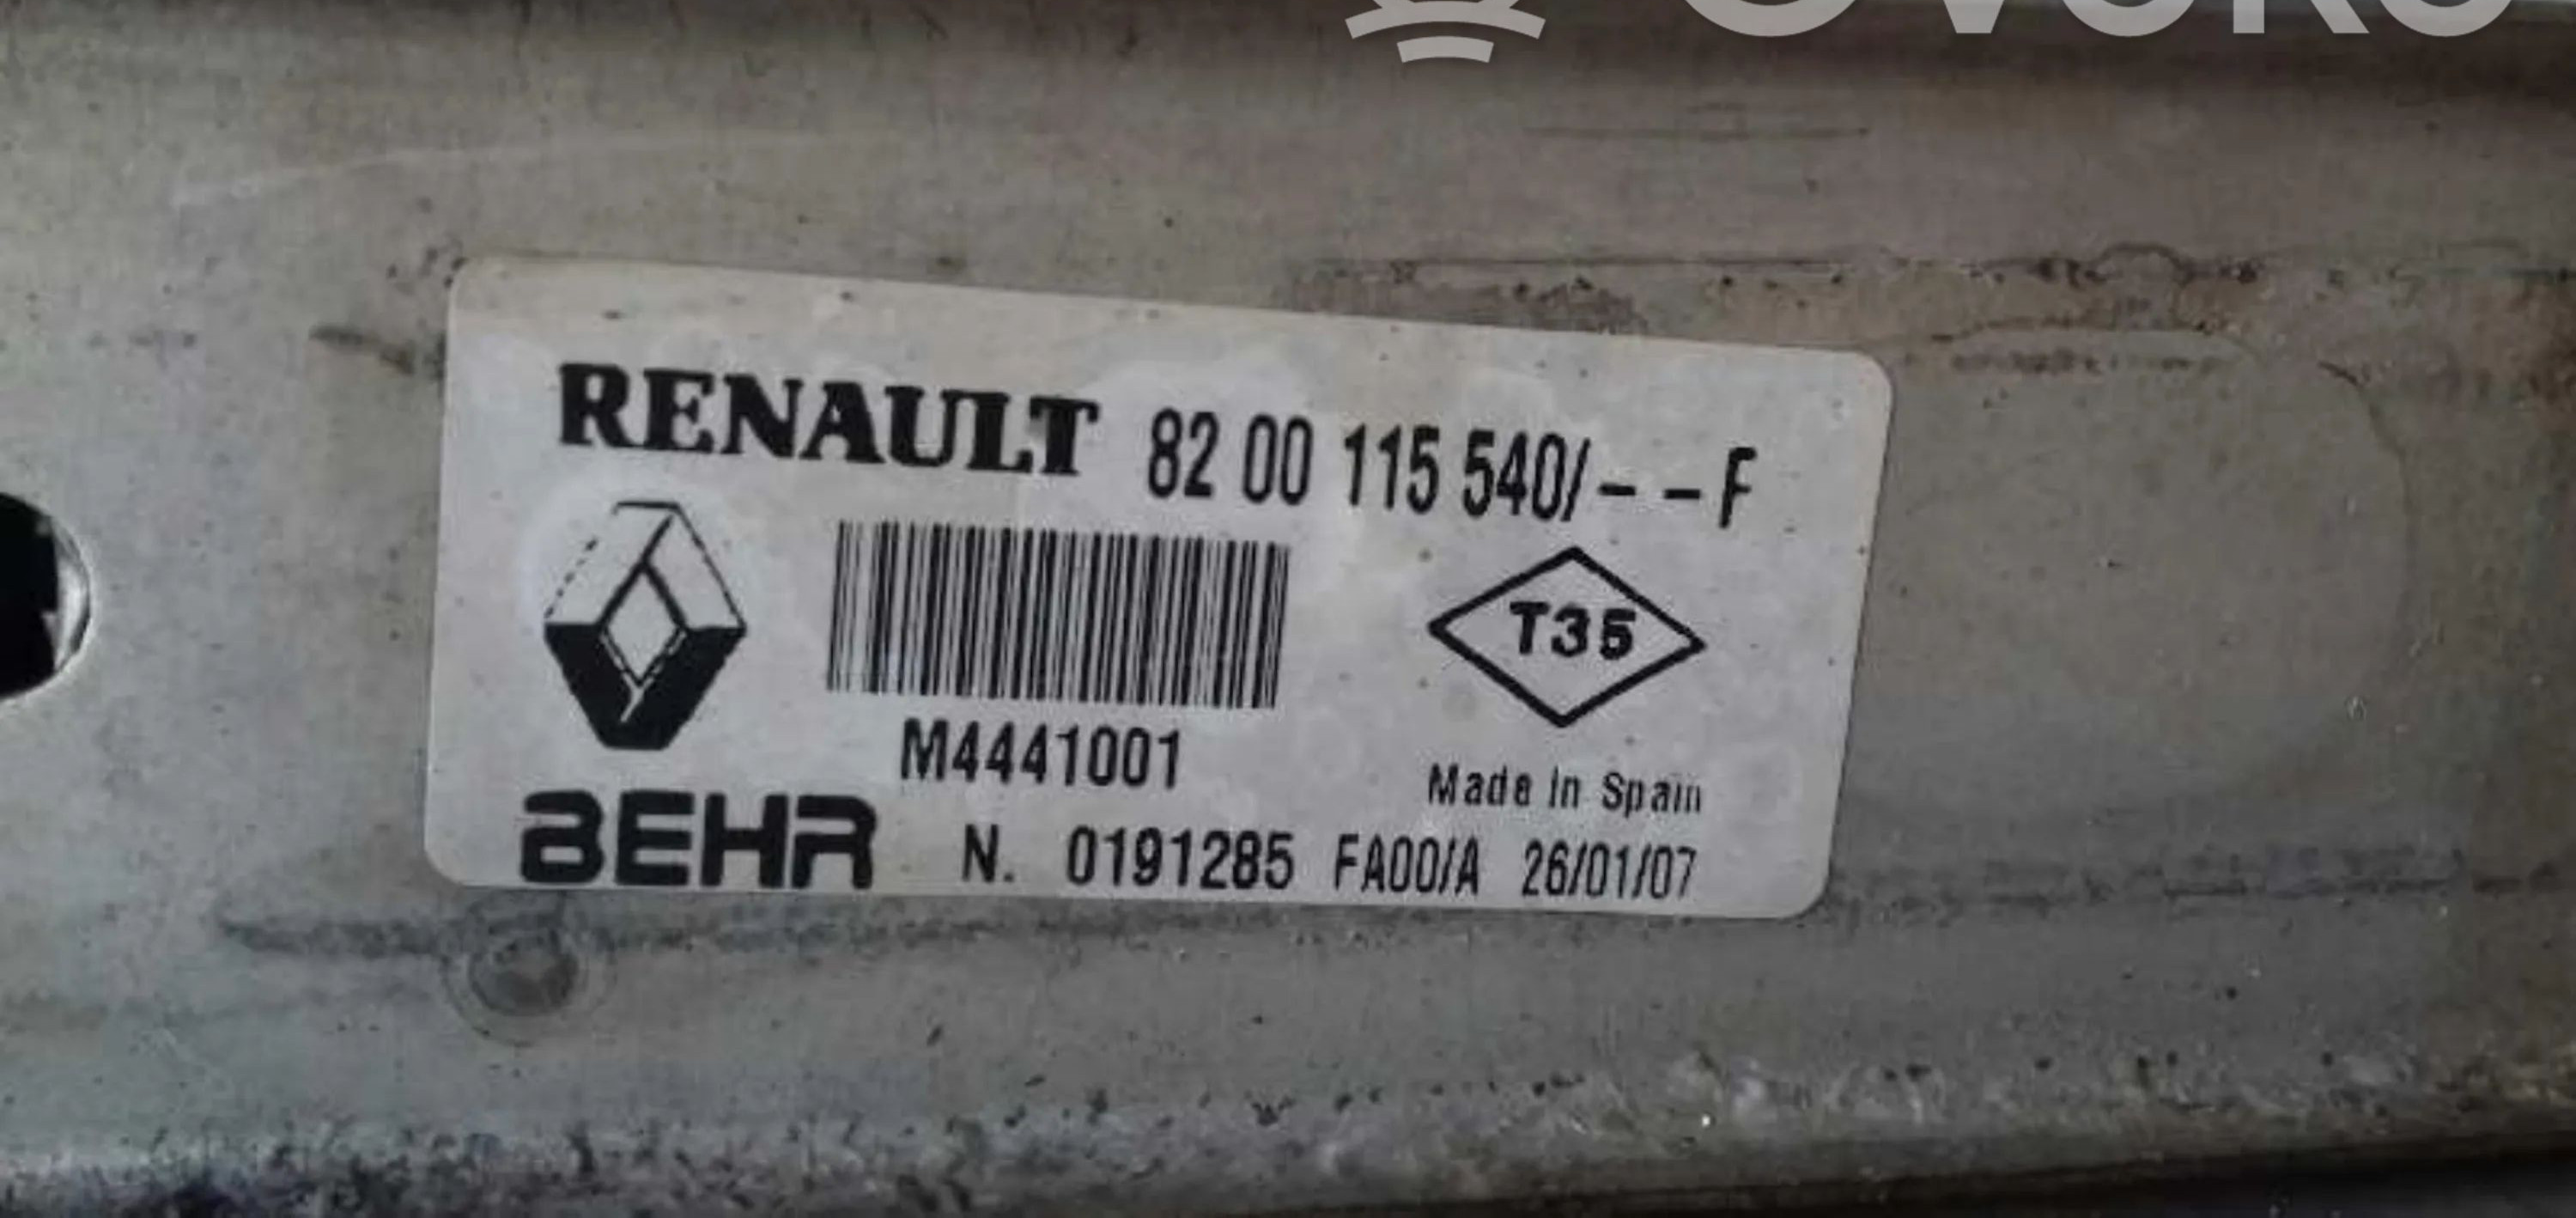 RENAULT 82 00 115 540/- - F
T35
M4441001
Made in Spain
BEHR N. 0191285 FA00/A 26/01/07